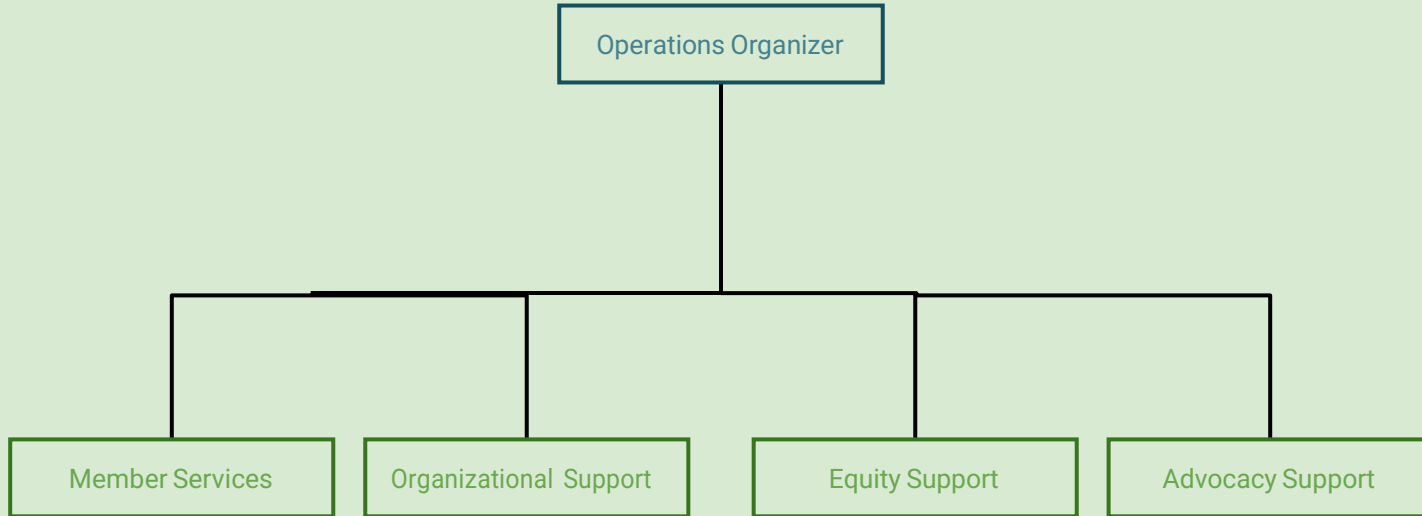 Operations Organizer
Member Services
Organizational Support
Equity Support
Advocacy Support